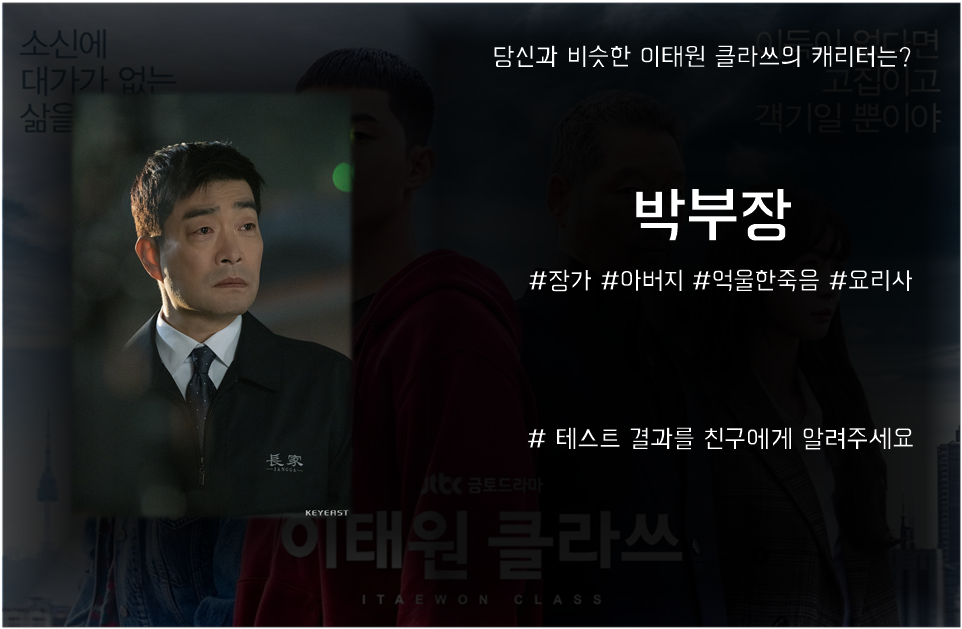 소신에
대가가 없는
삶을
이득이 없다면
고집이고
객기일 뿐이야
당신과 비슷한 이태원 클라쓰의 캐리터는?
박부장
#장가 #아버지 #억울한죽음 #요리사
# 테스트 결과를 친구에게 알려주세요
長家
JANGGA
KEYEAST
jtbc 금토드라마
이태원 클라쓰
ITAEWON CLASS